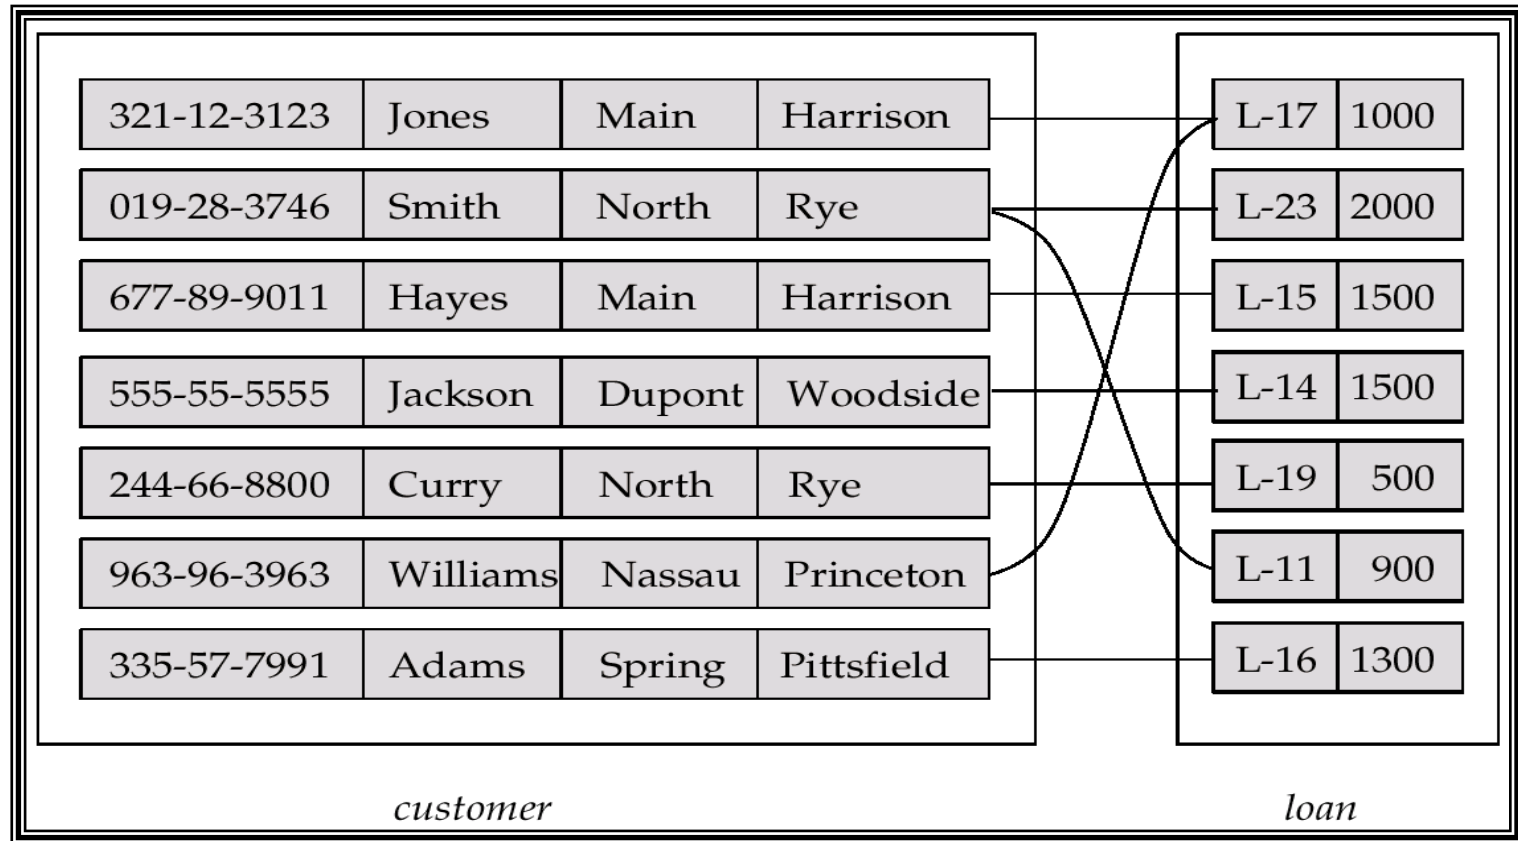 321-12-3123 Jones Main Harrison L-17 1000
019-28-3746 Smith North Rye L-23 2000
677-89-9011 Hayes Main Harrison L-15 1500
555-55-5555 Jackson Dupont Woodside L-14 1500
244-66-8800 Curry North Rye L-19 500
963-96-3963 Williams Nassau Princeton L-11 900
335-57-7991 Adams Spring Pittsfield L-16 1300
customer loan